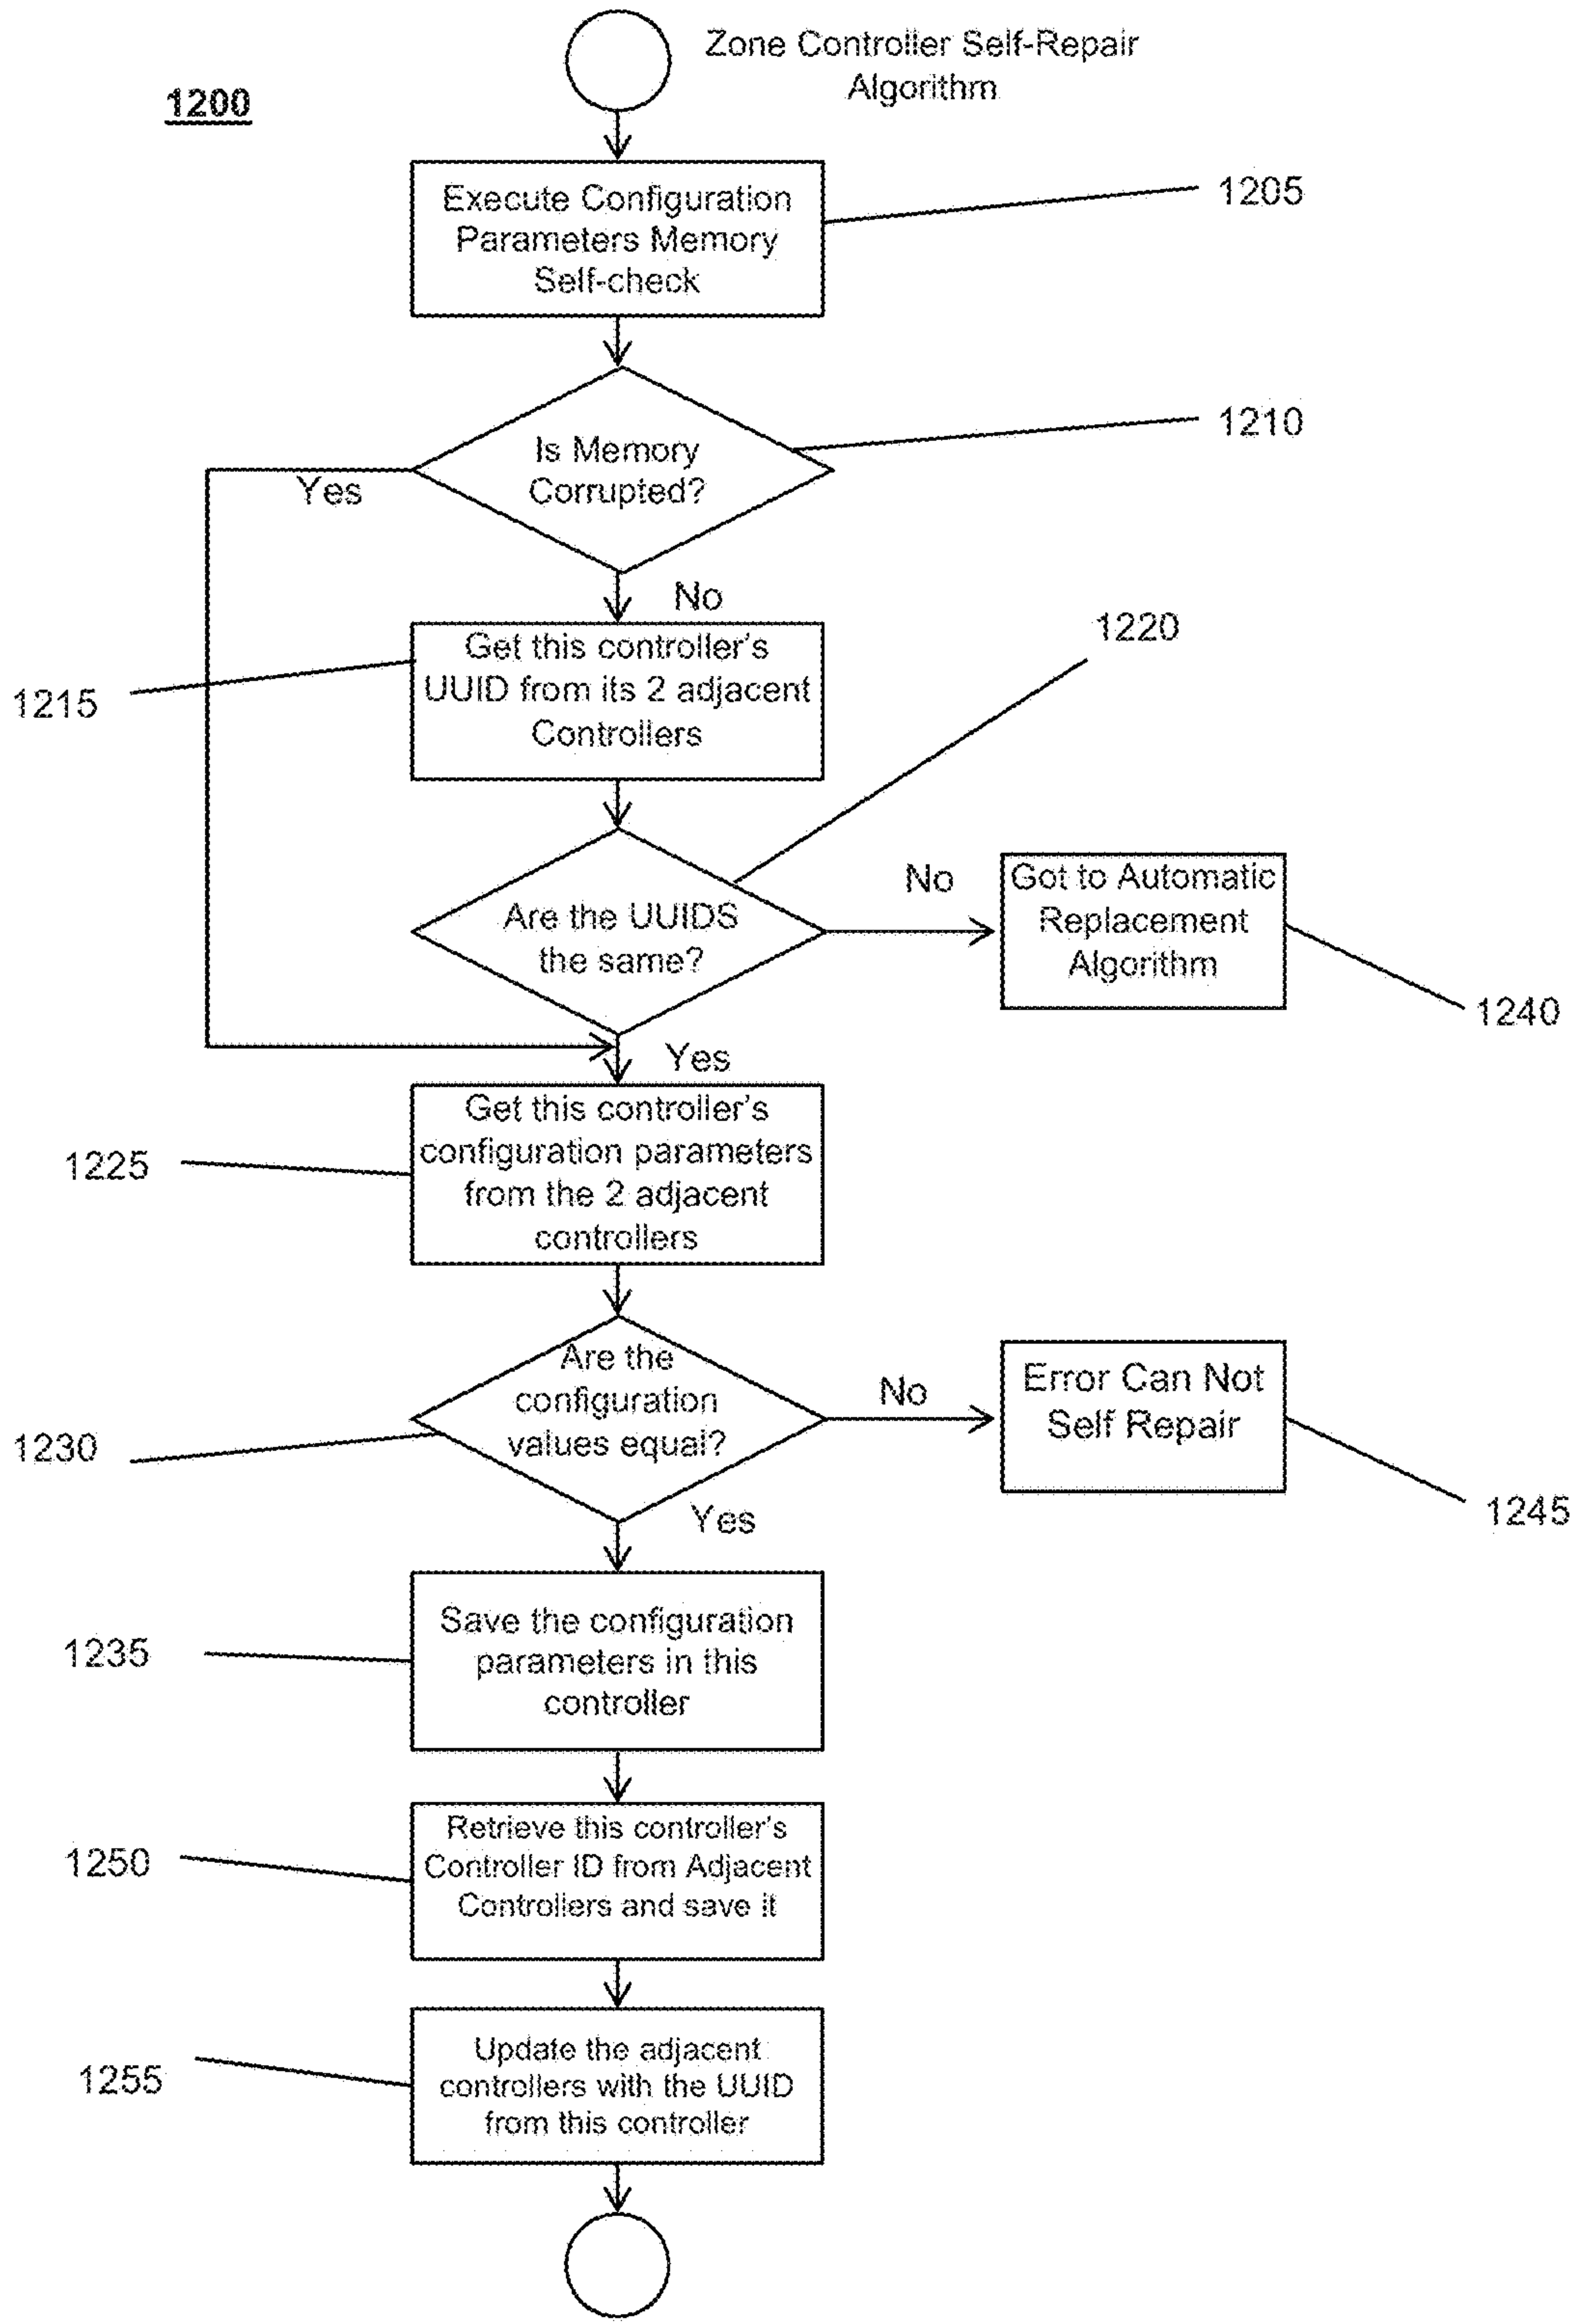 Zone Controller Self-Repair
Algorithm
1200
Execute Configuration
Parameters Memory
Self-check
1205
Is Memory
Corrupted?
1210
Yes
No
Get this controller's
UUID from its 2 adjacent
Controllers
1215
1220
Are the UUIDS
the same?
No
Got to Automatic
Replacement
Algorithm
1240
Yes
Get this controller's
configuration parameters
from the 2 adjacent
controllers
1225
Are the
configuration
values equal?
1230
No
Error Can Not
Self Repair
1245
Yes
Save the configuration
parameters in this
controller
1235
Retrieve this controller's
Controller ID from Adjacent
Controllers and save it
1250
Update the adjacent
controllers with the UUID
from this controller
1255